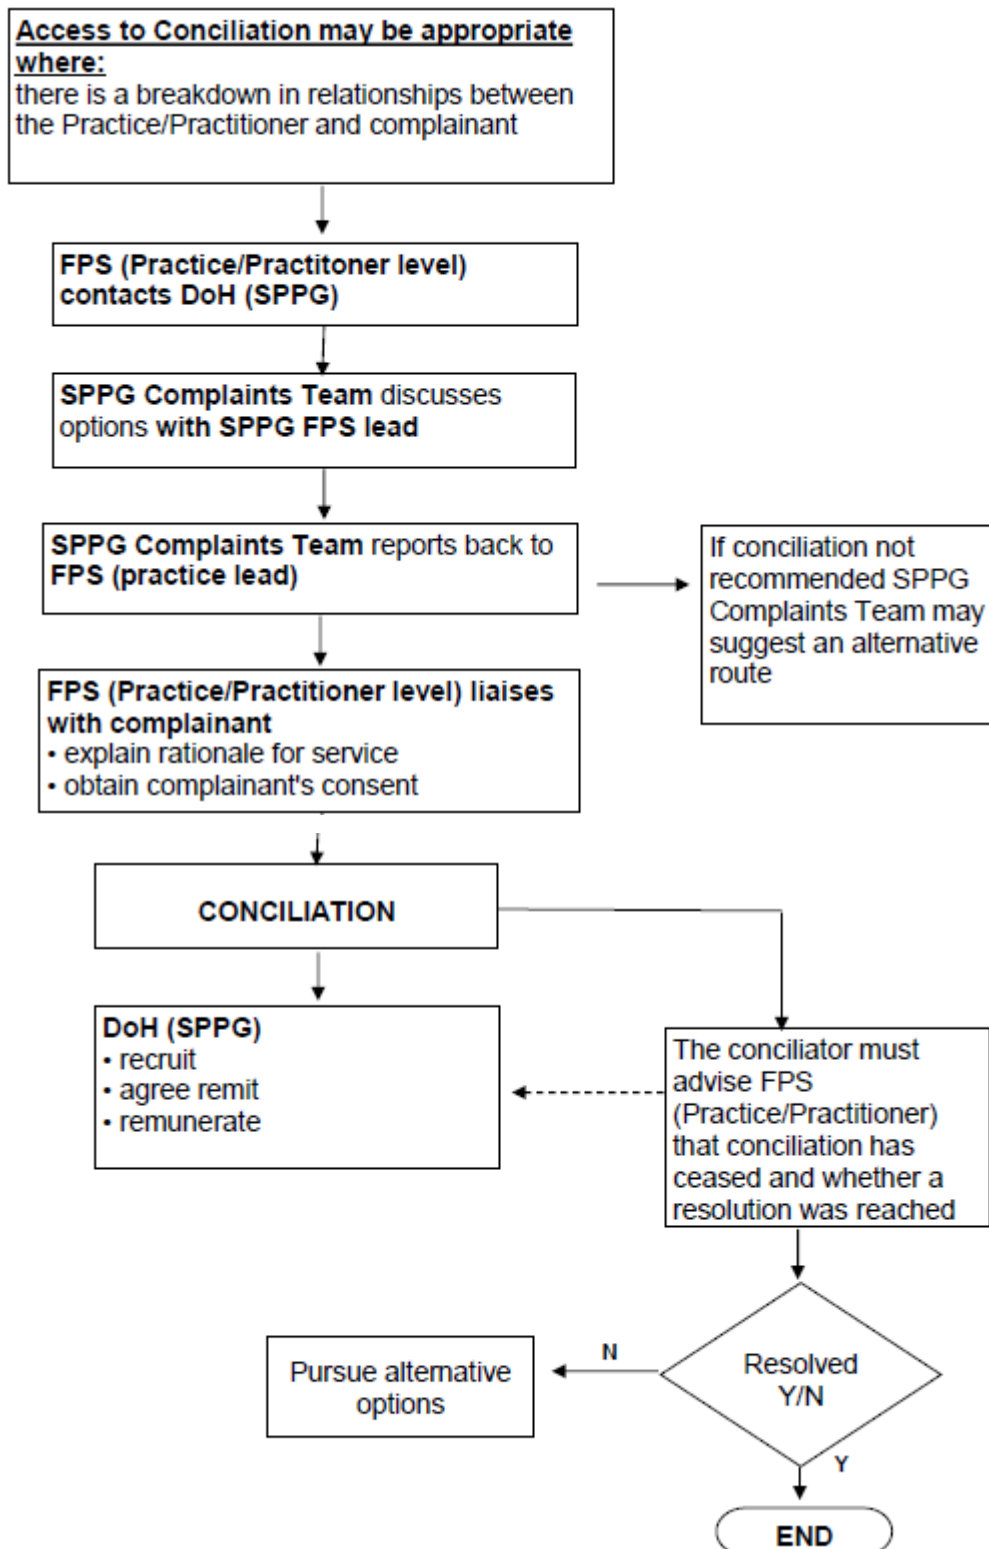 Access to Conciliation may be appropriate
where:
there is a breakdown in relationships between
the Practice/Practitioner and complainant
FPS (Practice/Practitoner level)
contacts DoH (SPPG)
SPPG Complaints Team discusses
options with SPPG FPS lead
SPPG Complaints Team reports back to
FPS (practice lead)
If conciliation not
recommended SPPG
Complaints Team may
suggest an alternative
route
FPS (Practice/Practitioner level) liaises
with complainant
• explain rationale for service
• obtain complainant's consent
CONCILIATION
DoH (SPPG)
• recruit
• agree remit
• remunerate
The conciliator must
advise FPS
(Practice/Practitioner)
that conciliation has
ceased and whether a
resolution was reached
Resolved
Y/N
N
Pursue alternative
options
Y
END